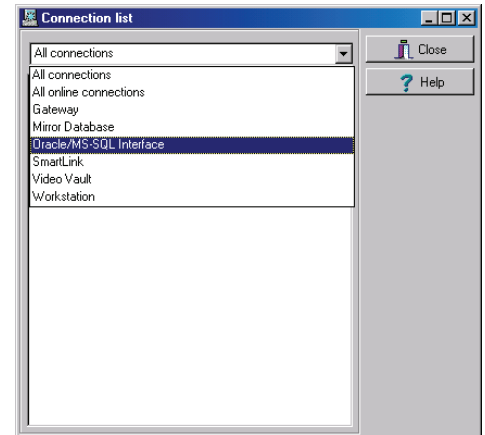 Connection list
All connections
Close
Help
All connections
All online connections
Gateway
Mirror Database
Oracle/MS-SQL Interface
SmartLink
Video Vault
Workstation